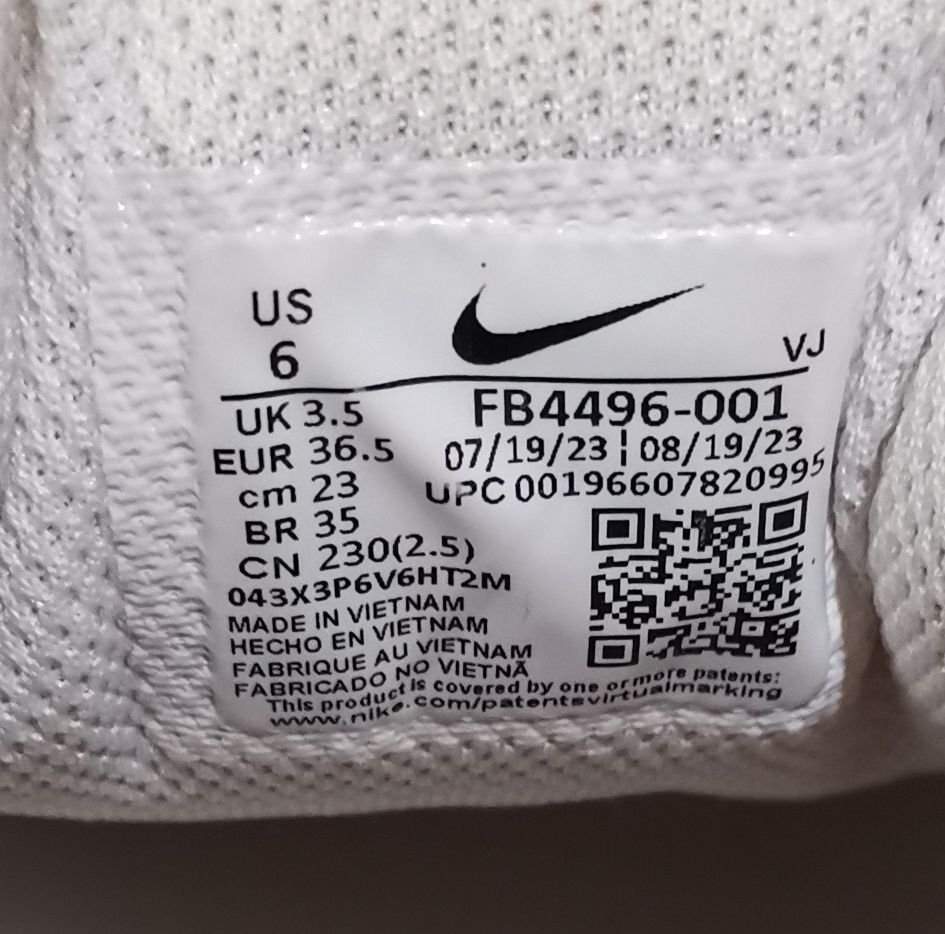 US
6
VJ
UK 3.5
EUR 36.5
cm 23
BR 35
CN 230(2.5)
FB4496-001
07/19/23 ¦ 08/19/23
UPC 00196607820995
043X3P6V6HT2M
MADE IN VIETNAM
HECHO EN VIETNAM
FABRIQUE AU VIETNAM
FABRICADO NO VIETNÃ
This product is covered by one or more patents:
www.nike.com/patentsvirtualmarking